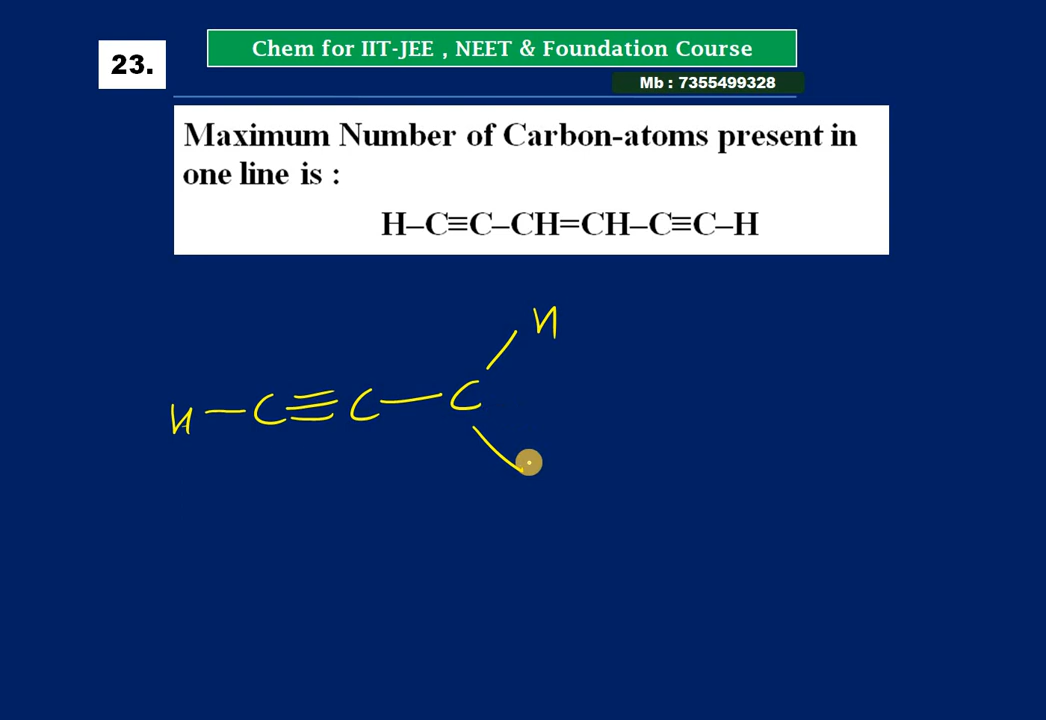 23.
Chem for IIT-JEE , NEET & Foundation Course
Mb : 7355499328
Maximum Number of Carbon-atoms present in
one line is :
H–C≡C–CH=CH–C≡C–H
H
H–C≡C–C